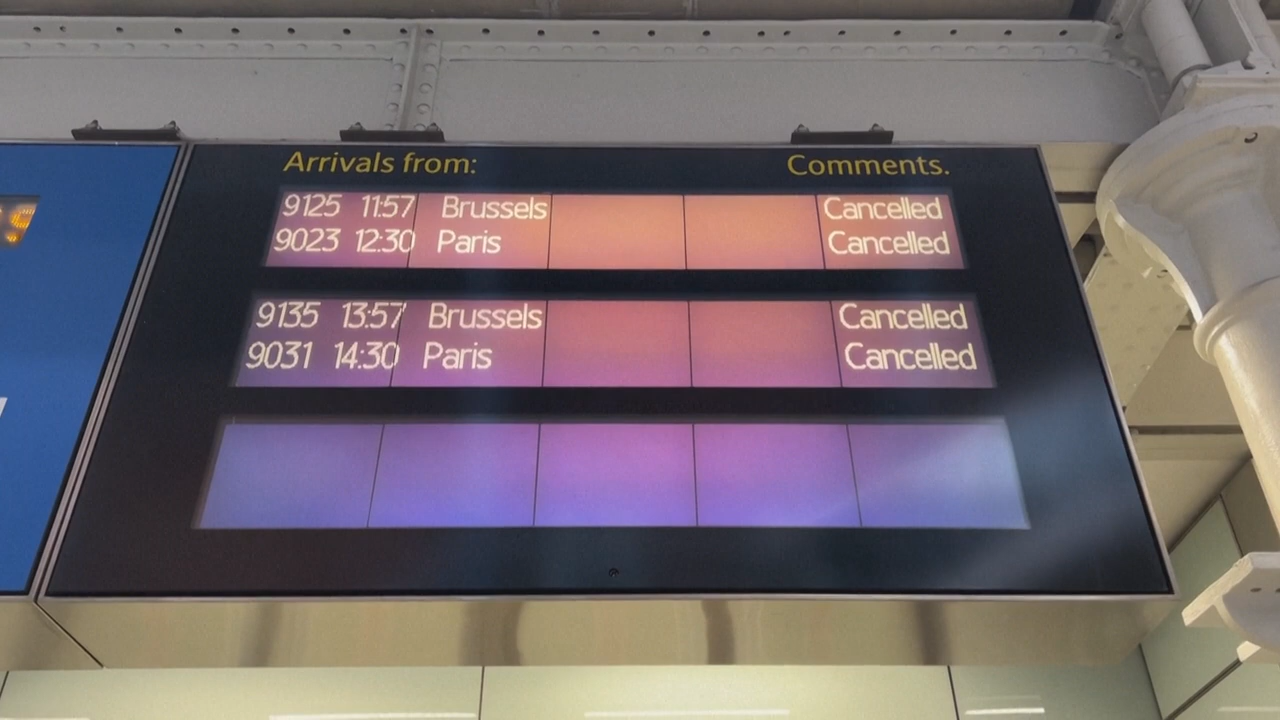 Arrivals from: Comments.
9125 11:57 Brussels Cancelled
9023 12:30 Paris Cancelled
9135 13:57 Brussels Cancelled
9031 14:30 Paris Cancelled